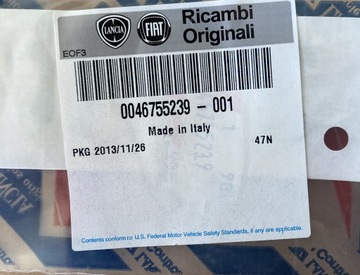 LANCIA
FIAT
Ricambi
Originali
EOF3
0046755239 - 001
Made in Italy
PKG 2013/11/26
47N
Contents conform to U.S. Federal Motor Vehicle Safety Standards, if any are applicable.